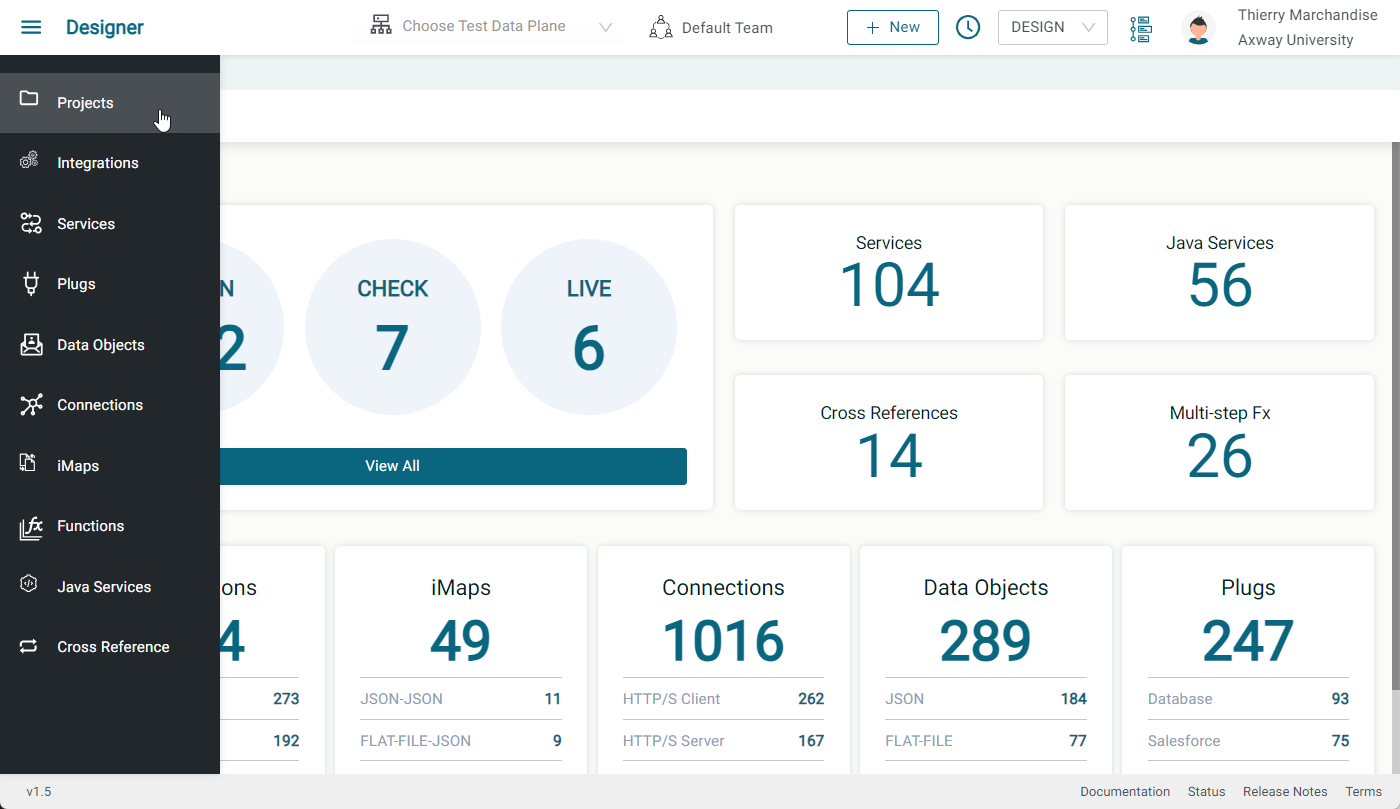 Designer
Choose Test Data Plane
Default Team
+ New
DESIGN
Thierry Marchandise
Axway University
Projects
Integrations
Services
Plugs
Data Objects
Connections
iMaps
Functions
Java Services
Cross Reference
N
2
CHECK
7
LIVE
6
View All
Services
104
Java Services
56
Cross References
14
Multi-step Fx
26
ons
4
273
192
iMaps
49
JSON-JSON 11
FLAT-FILE-JSON 9
Connections
1016
HTTP/S Client 262
HTTP/S Server 167
Data Objects
289
JSON 184
FLAT-FILE 77
Plugs
247
Database 93
Salesforce 75
v1.5
Documentation Status Release Notes Terms